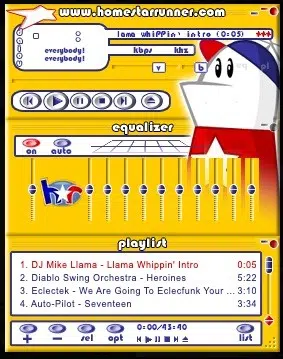 www.homestarrunner.com
llama whippin' intro (0:05)
everybody!
everybody!
kbps khz
equalizer
on auto
playlist
1. DJ Mike Llama - Llama Whippin' Intro 0:05
2. Diablo Swing Orchestra - Heroines 5:22
3. Eclectek - We Are Going To Eclecfunk Your ... 3:10
4. Auto-Pilot - Seventeen 3:34
0:00/43:40
+ - sel opt list